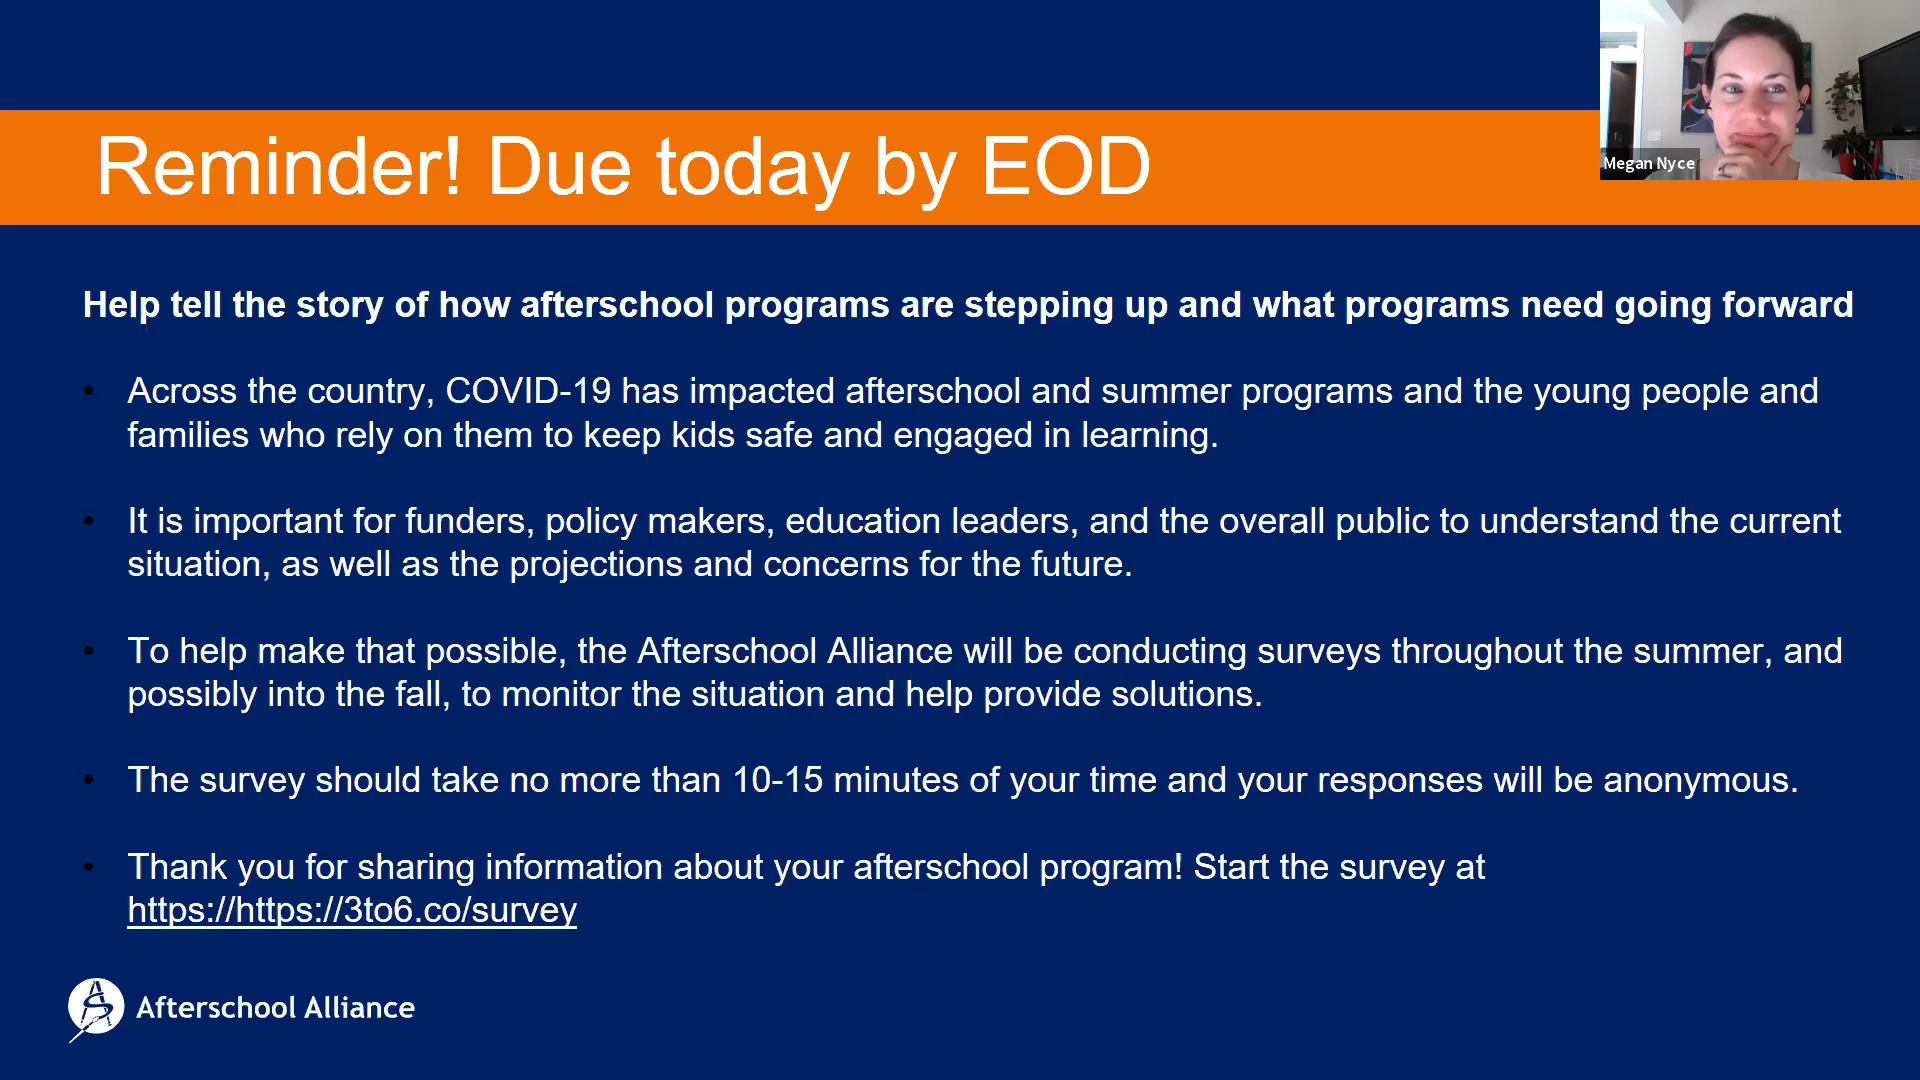 Megan Nyce
Reminder! Due today by EOD
Help tell the story of how afterschool programs are stepping up and what programs need going forward
• Across the country, COVID-19 has impacted afterschool and summer programs and the young people and
families who rely on them to keep kids safe and engaged in learning.
• It is important for funders, policy makers, education leaders, and the overall public to understand the current
situation, as well as the projections and concerns for the future.
• To help make that possible, the Afterschool Alliance will be conducting surveys throughout the summer, and
possibly into the fall, to monitor the situation and help provide solutions.
• The survey should take no more than 10-15 minutes of your time and your responses will be anonymous.
• Thank you for sharing information about your afterschool program! Start the survey at
https://https://3to6.co/survey
Afterschool Alliance